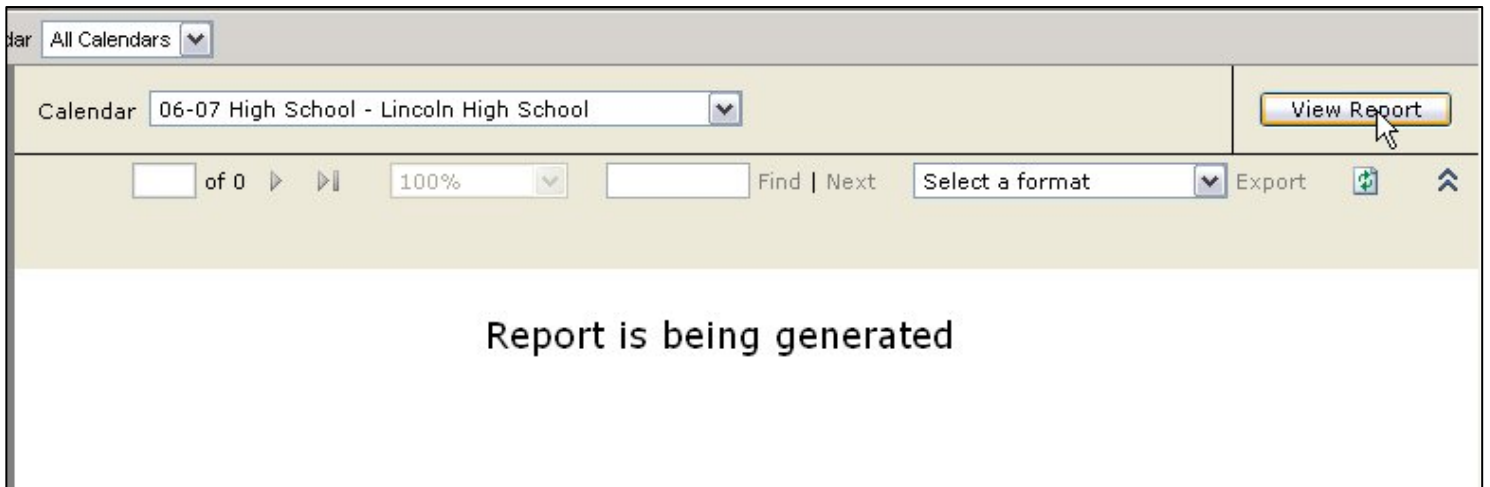 dar All Calendars
Calendar 06-07 High School - Lincoln High School View Report
of 0 100% Find | Next Select a format Export
Report is being generated